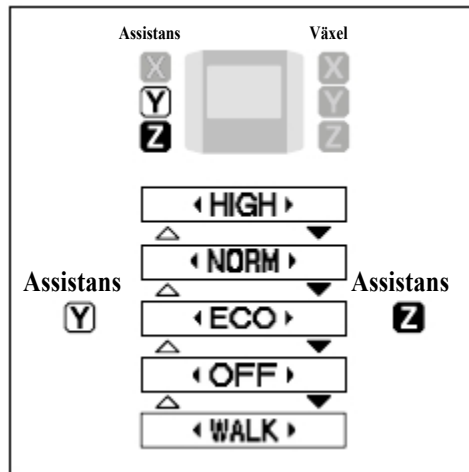 Assistans Växel
X X
Y Y
Z Z
HIGH
NORM
Assistans Assistans
Y ECO Z
OFF
WALK